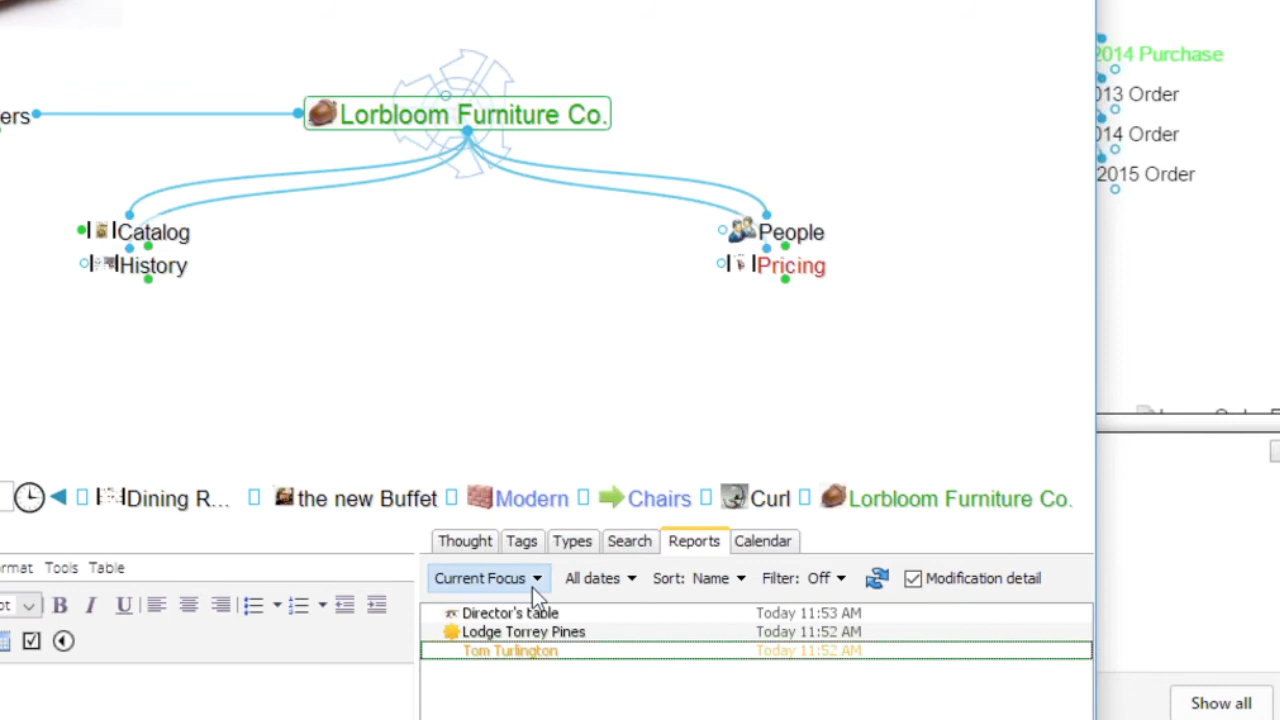 2014 Purchase
ers
Lorbloom Furniture Co.
013 Order
014 Order
2015 Order
Catalog
People
History
Pricing
Dining R...
the new Buffet
Modern
Chairs
Curl
Lorbloom Furniture Co.
Thought
Tags
Types
Search
Reports
Calendar
rmat Tools Table
Current Focus
All dates
Sort: Name
Filter: Off
Modification detail
ot
B I U
Director's table Today 11:53 AM
Lodge Torrey Pines Today 11:52 AM
Tom Turlington Today 11:52 AM
Show all